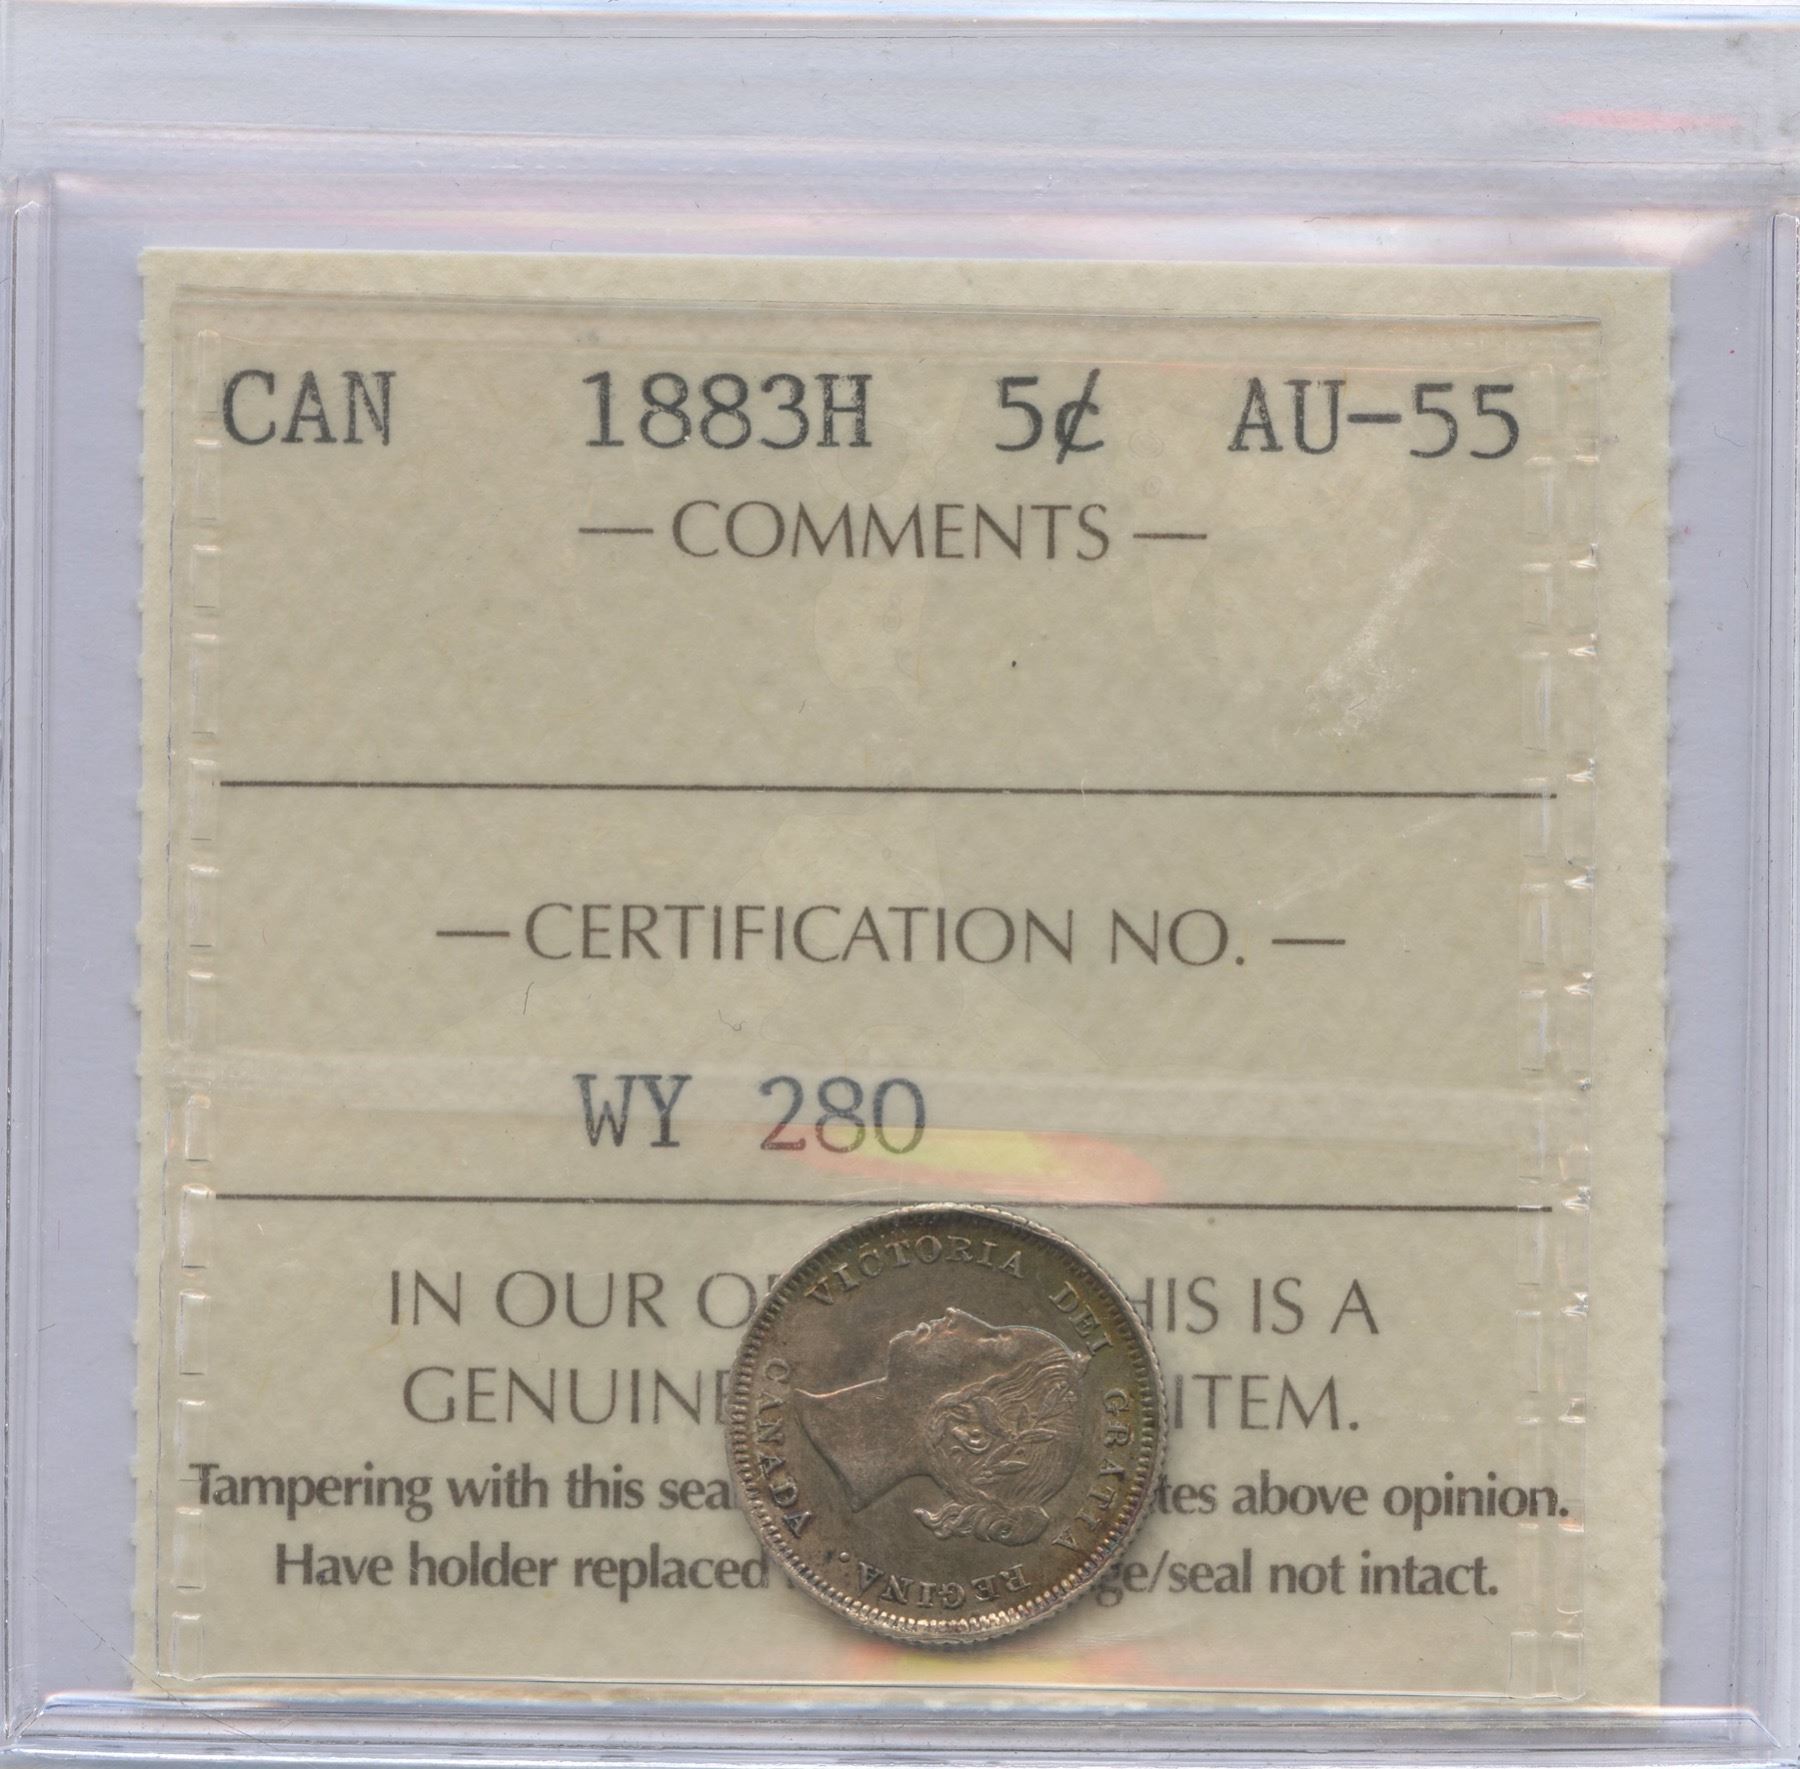 CAN 1883H 5¢ AU-55
— COMMENTS —
— CERTIFICATION NO. —
WY 280
IN OUR O HIS IS A
GENUINE ITEM.
Tampering with this sea tes above opinion.
Have holder replaced ge/seal not intact.
VICTORIA DEI GRATIA REGINA.
CANADA